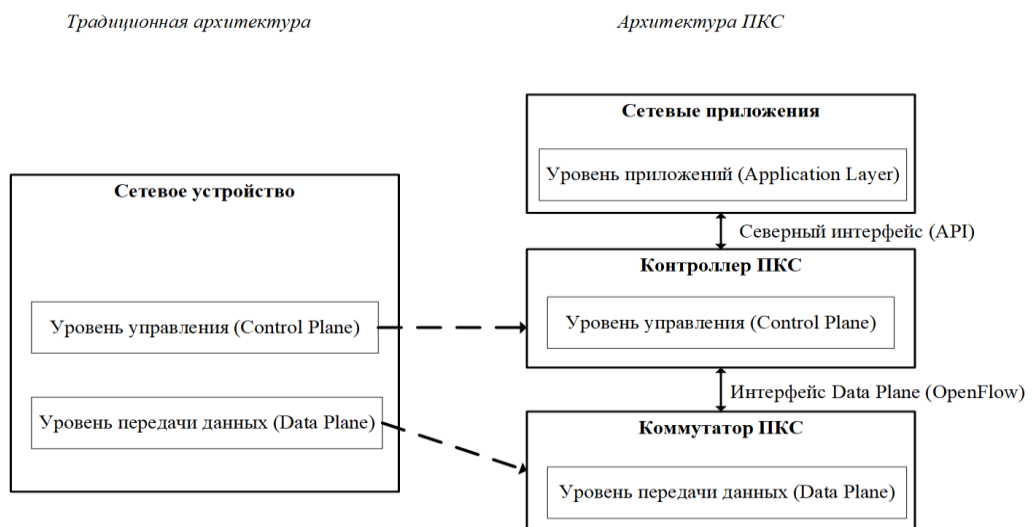 Традиционная архитектура
Архитектура ПКС
Сетевые приложения
Уровень приложений (Application Layer)
Сетевое устройство
Северный интерфейс (API)
Контроллер ПКС
Уровень управления (Control Plane)
Уровень управления (Control Plane)
Интерфейс Data Plane (OpenFlow)
Уровень передачи данных (Data Plane)
Коммутатор ПКС
Уровень передачи данных (Data Plane)